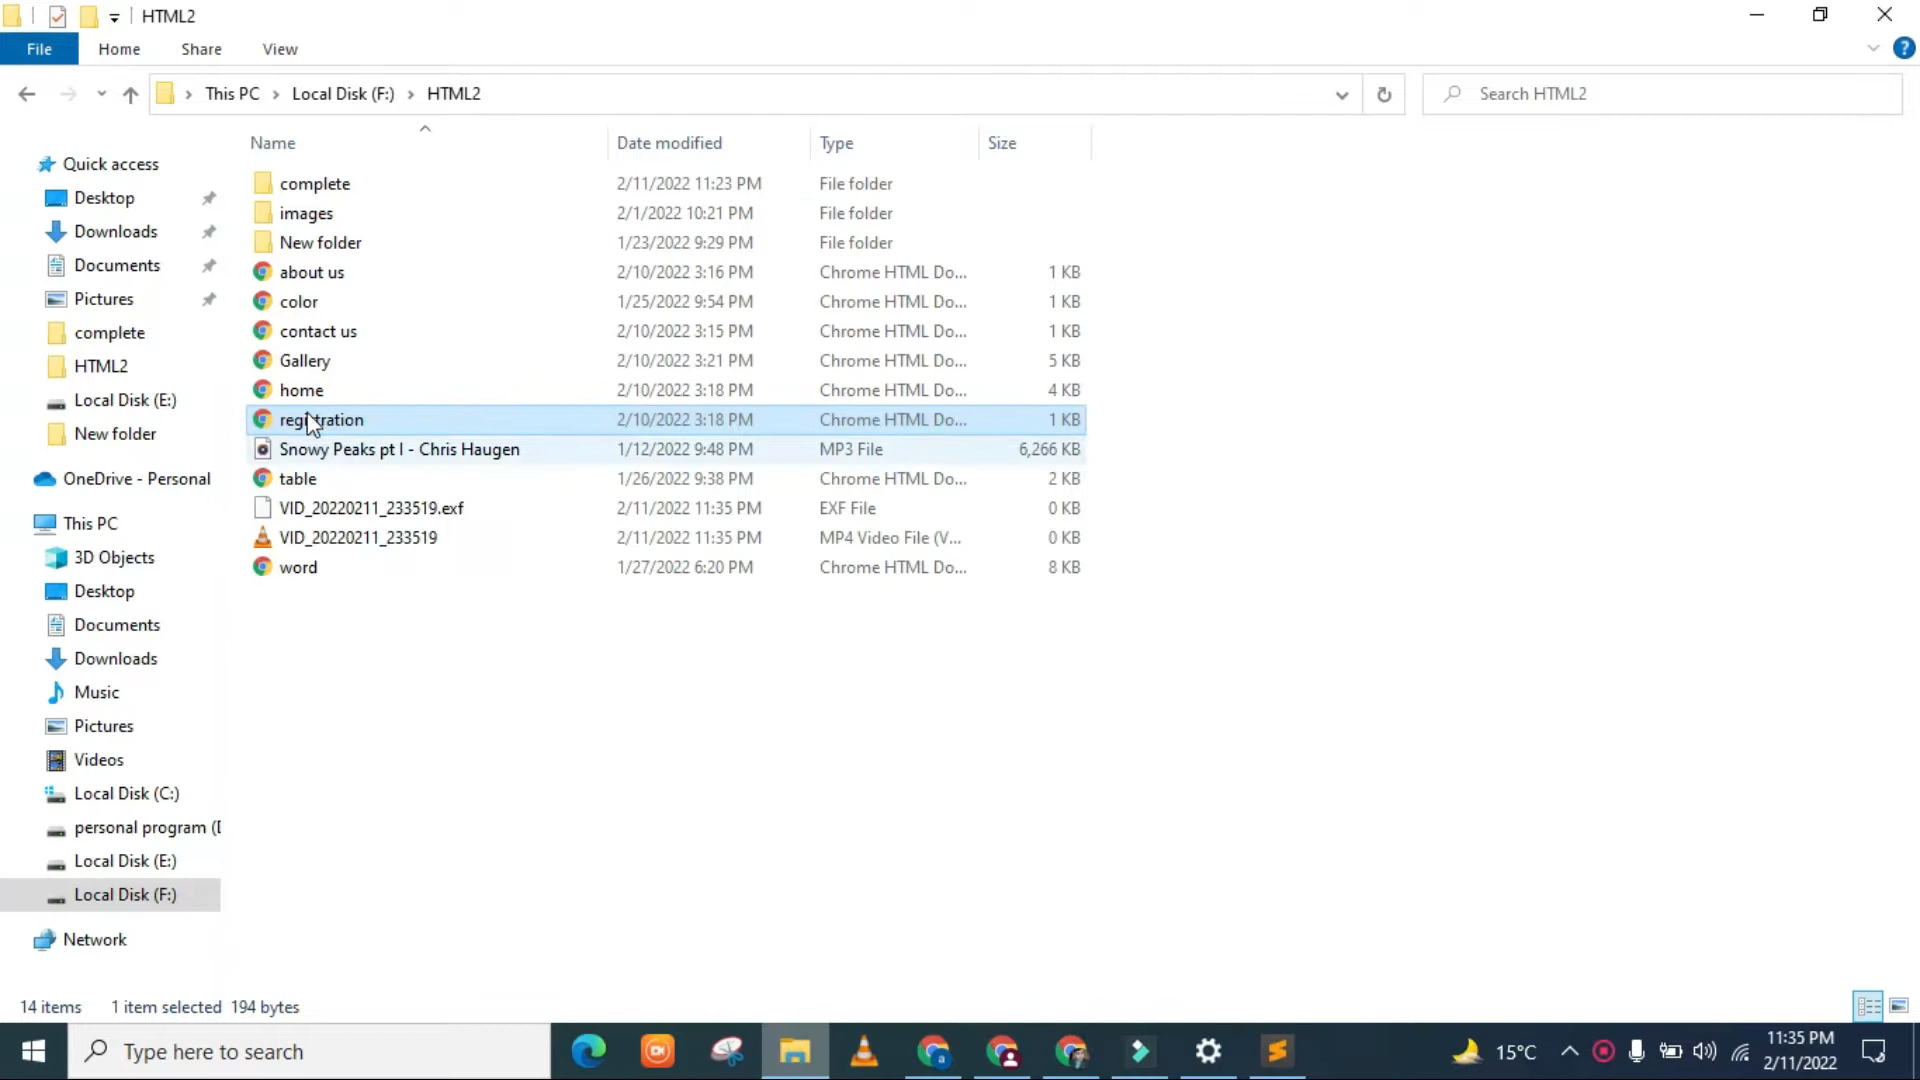 HTML2
File Home Share View
This PC > Local Disk (F:) > HTML2
Search HTML2
Name Date modified Type Size
Quick access
Desktop
Downloads
Documents
Pictures
complete
HTML2
Local Disk (E:)
New folder
OneDrive - Personal
This PC
3D Objects
Desktop
Documents
Downloads
Music
Pictures
Videos
Local Disk (C:)
personal program (
Local Disk (E:)
Local Disk (F:)
Network
complete 2/11/2022 11:23 PM File folder
images 2/1/2022 10:21 PM File folder
New folder 1/23/2022 9:29 PM File folder
about us 2/10/2022 3:16 PM Chrome HTML Do... 1 KB
color 1/25/2022 9:54 PM Chrome HTML Do... 1 KB
contact us 2/10/2022 3:15 PM Chrome HTML Do... 1 KB
Gallery 2/10/2022 3:21 PM Chrome HTML Do... 5 KB
home 2/10/2022 3:18 PM Chrome HTML Do... 4 KB
registration 2/10/2022 3:18 PM Chrome HTML Do... 1 KB
Snowy Peaks pt I - Chris Haugen 1/12/2022 9:48 PM MP3 File 6,266 KB
table 1/26/2022 9:38 PM Chrome HTML Do... 2 KB
VID_20220211_233519.exf 2/11/2022 11:35 PM EXF File 0 KB
VID_20220211_233519 2/11/2022 11:35 PM MP4 Video File (V... 0 KB
word 1/27/2022 6:20 PM Chrome HTML Do... 8 KB
14 items 1 item selected 194 bytes
Type here to search
15°C
11:35 PM
2/11/2022